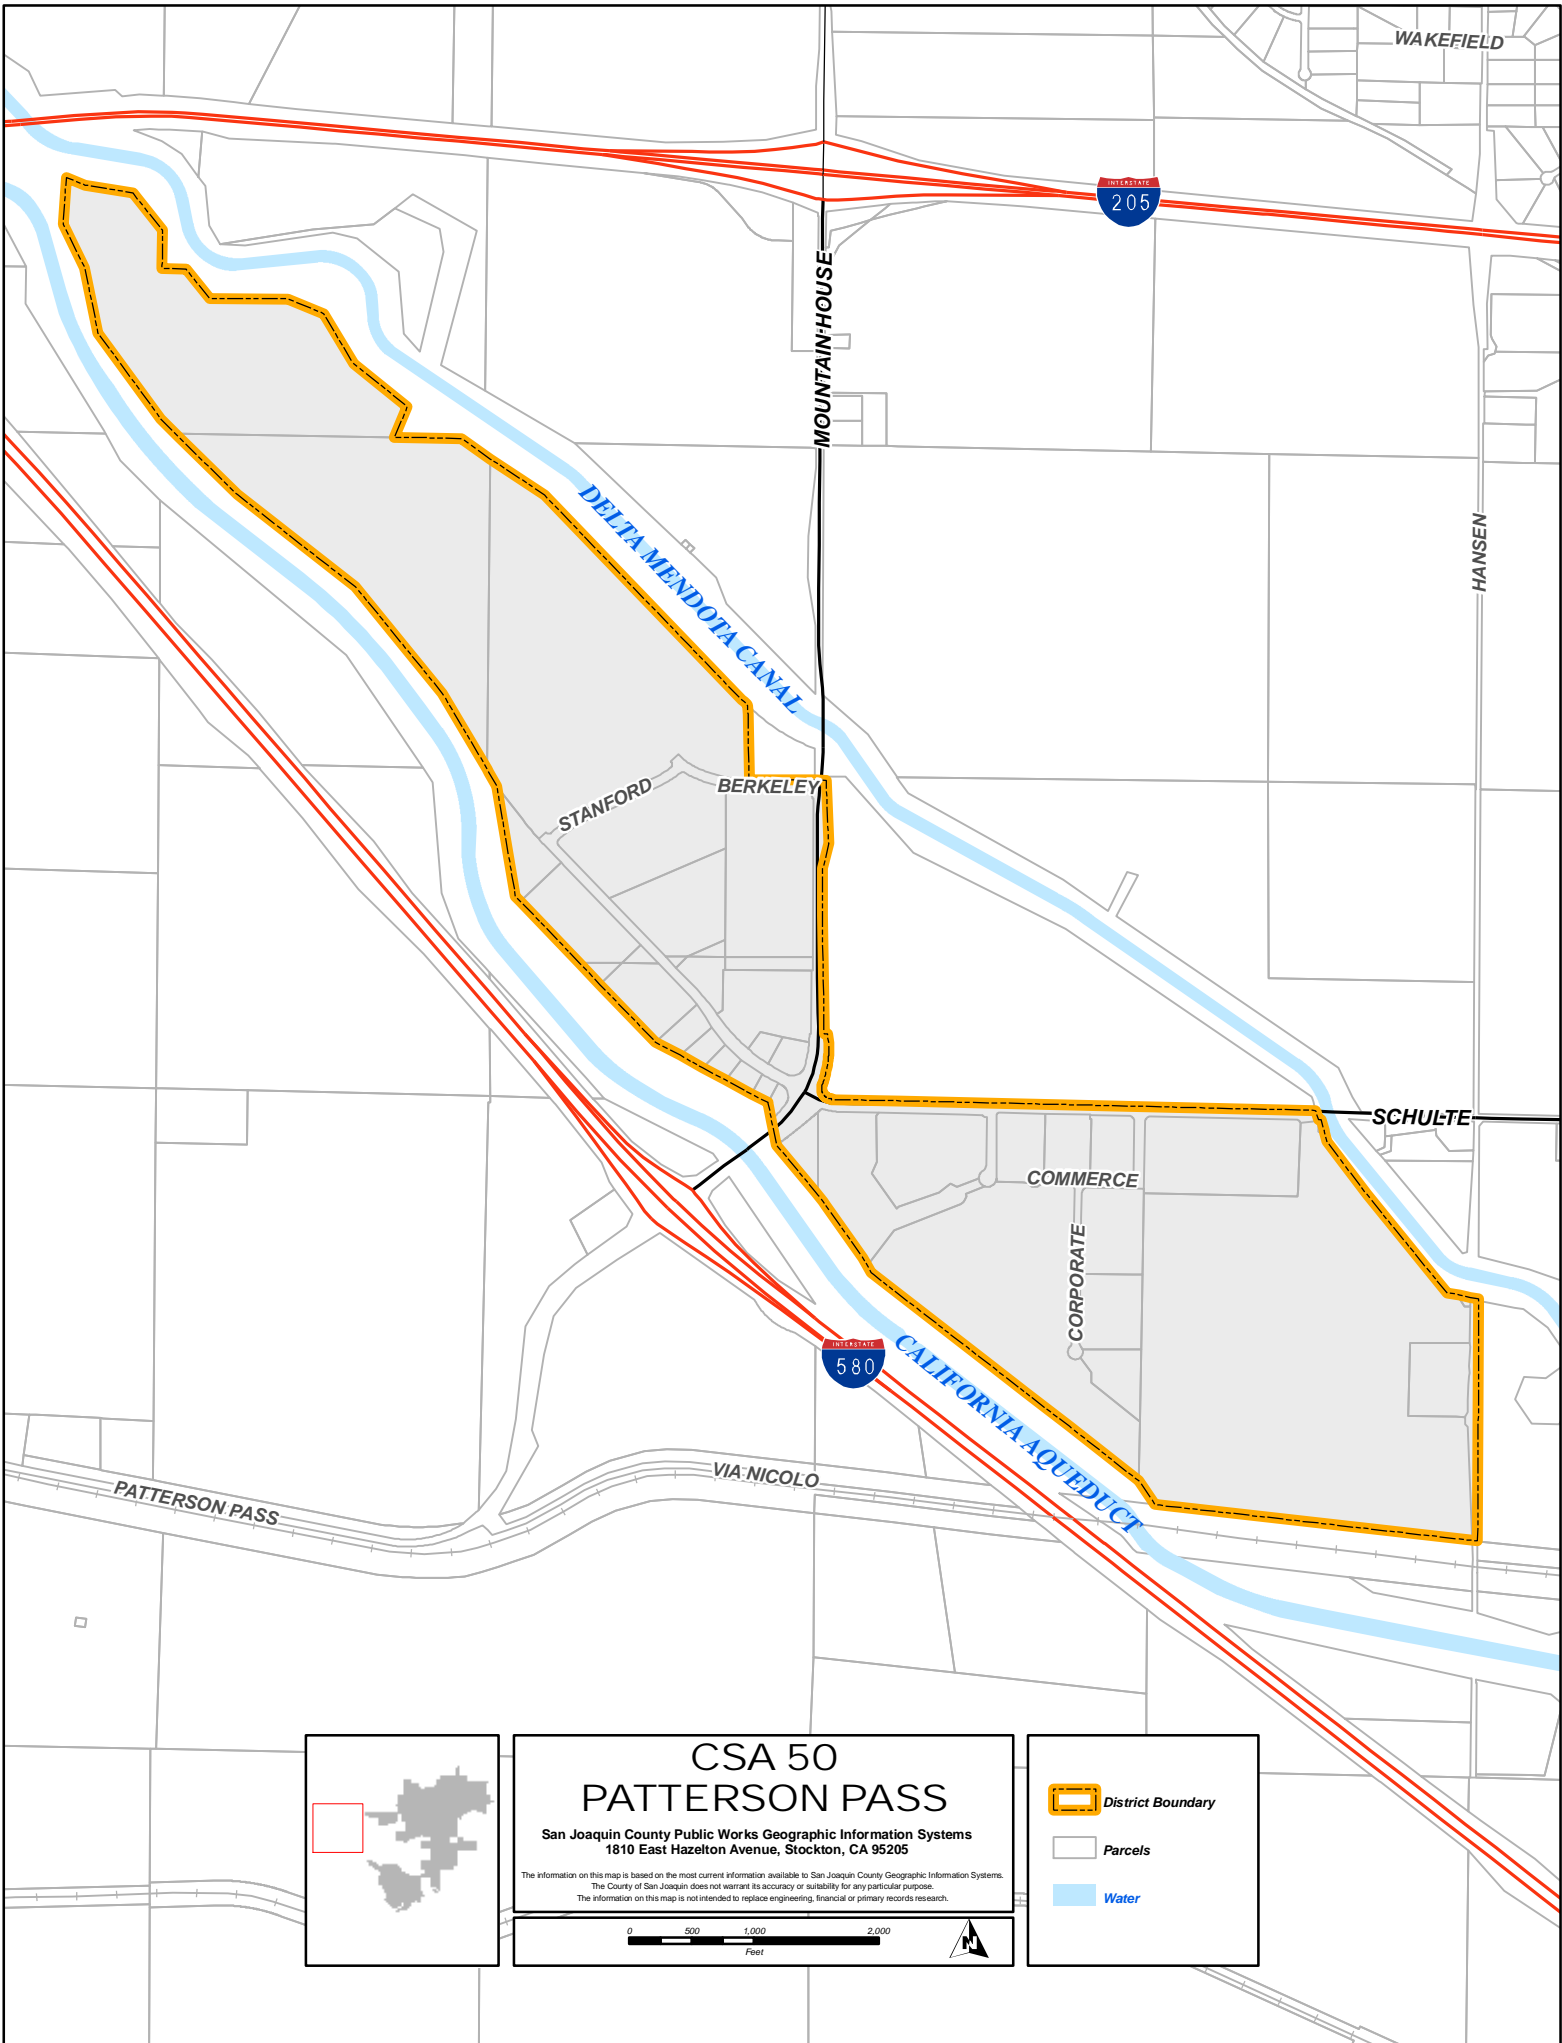 WAKEFIELD
INTERSTATE
205
MOUNTAIN HOUSE
HANSEN
DELTA MENDOTA CANAL
STANFORD
BERKELEY
SCHULTE
COMMERCE
CORPORATE
INTERSTATE
580
CALIFORNIA AQUEDUCT
VIA NICOLO
PATTERSON PASS
CSA 50
PATTERSON PASS
San Joaquin County Public Works Geographic Information Systems
1810 East Hazelton Avenue, Stockton, CA 95205
The information on this map is based on the most current information available to San Joaquin County Geographic Information Systems.
The County of San Joaquin does not warrant its accuracy or suitability for any particular purpose.
The information on this map is not intended to replace engineering, financial or primary records research.
0 500 1,000 2,000
Feet
N
District Boundary
Parcels
Water